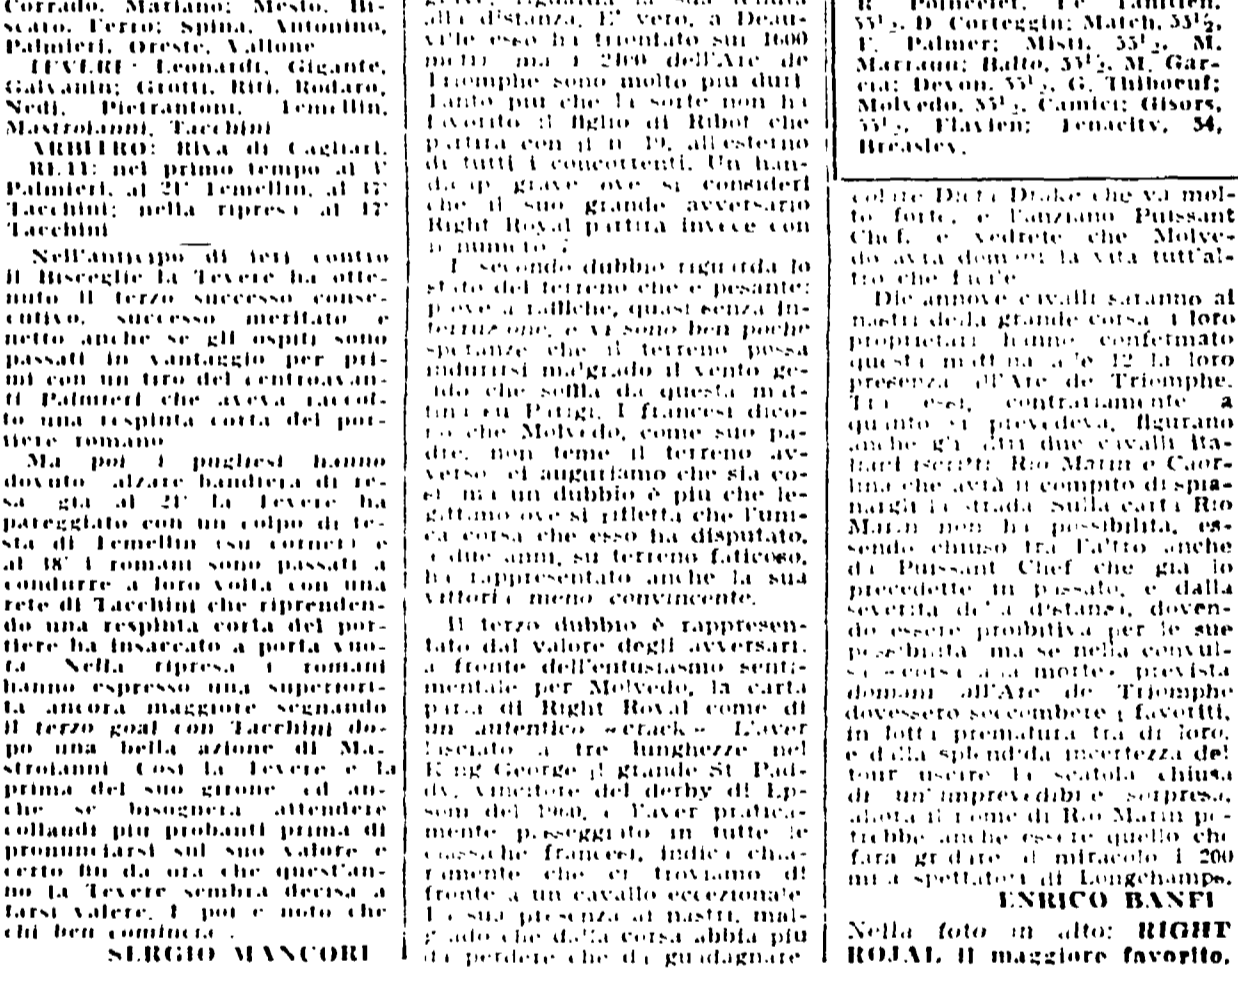 Corrado, Mariano; Mesto, Bi-
scato, Ferro; Spina, Antonino,
Palmieri, Oreste, Vallone
TEVERE: Leonardi, Gigante,
Galvanin; Grotti, Riti, Rodaro,
Nedi, Pietrantoni, Temellin,
Mastroianni, Tacchini
ARBITRO: Riva di Cagliari.
RETI: nel primo tempo al
Palmieri, al 21' Temellin, al
Tacchini; nella ripresa al 17'
Tacchini
Nell'anticipo di ieri contro
il Bisceglie la Tevere ha otte-
nuto il terzo successo conse-
cutivo, successo meritato e
netto anche se gli ospiti sono
passati in vantaggio per pri-
mi con un tiro del centroavan-
ti Palmieri che aveva raccol-
to una respinta corta del por-
tiere romano
Ma poi i pugliesi hanno
dovuto alzare bandiera di re-
sa già al 21' la Tevere ha
pareggiato con un colpo di te-
sta di Temellin (su corner) e
al 38' i romani sono passati a
condurre a loro volta con una
rete di Tacchini che riprenden-
do una respinta corta del por-
tiere ha insaccato a porta vuo-
ta Nella ripresa i romani
hanno espresso una superiori-
tà ancora maggiore segnando
il terzo goal con Tacchini do-
po una bella azione di Ma-
stroianni Così la Tevere è la
prima del suo girone ed an-
che se bisognerà attendere
collaudi più probanti prima di
pronunciarsi sul suo valore è
certo fin da ora che quest'an-
no la Tevere sembra decisa a
farsi valere. E poi è noto che
chi ben comincia .
SERGIO MANCORI
alla distanza. E' vero, a Deau-
ville esso ha trionfato sui 1600
metri ma i 2400 dell'Arc de
Triomphe sono molto più duri
Tanto più che la sorte non ha
favorito il figlio di Ribot che
partirà con il n 19, all'esterno
di tutti i concorrenti. Un han-
dicap grave ove si consideri
che il suo grande avversario
Right Royal partirà invece con
il numero
Il secondo dubbio riguarda lo
stato del terreno che è pesante:
piove a raffiche, quasi senza in-
terruzione, e vi sono ben poche
speranze che il terreno possa
indurirsi malgrado il vento ge-
lido che soffia da questa mat-
tina su Parigi. I francesi dico-
no che Molvedo, come suo pa-
dre, non teme il terreno av-
verso ci auguriamo che sia co-
sì ma un dubbio è più che le-
gittimo ove si rifletta che l'uni-
ca corsa che esso ha disputato,
a due anni, su terreno faticoso,
ha rappresentato anche la sua
vittoria meno convincente.
Il terzo dubbio è rappresen-
tato dal valore degli avversari.
a fronte dell'entusiasmo senti-
mentale per Molvedo, la carta
parla di Right Royal come di
un autentico «crack» L'aver
lasciato a tre lunghezze nel
King George il grande St Pad-
dy, vincitore del derby di Ep-
som del 1960, e l'aver pratica-
mente passeggiato in tutte le
classiche francesi, indica chia-
ramente che ci troviamo di
fronte a un cavallo eccezionale
La sua presenza ai nastri, mal-
grado che dalla corsa abbia più
da perdere che da guadagnare
R Poincelet, Le Tahitien,
55½, D Corteggin; Match, 55½,
F. Palmer; Misti, 55½, M.
Marraun; Balto, 55½, M. Gar-
cia; Devon, 55½, G. Thiboeuf;
Molvedo, 55½, Camici; Gisors,
55½, Flavien; Tenacity, 54,
Breasley.
colite Dicta Drake che va mol-
to forte, e l'anziano Puissant
Chef, e vedrete che Molve-
do avrà domani la vita tutt'al-
tro che facile
Diciannove cavalli saranno ai
nastri della grande corsa i loro
proprietari hanno confermato
questa mattina alle 12 la loro
presenza all'Arc de Triomphe.
Tra essi, contrariamente a
quanto si prevedeva, figurano
anche gli altri due cavalli ita-
liani iscritti Rio Marin e Caor-
lina che avrà il compito di spia-
nargli la strada Sulla carta Rio
Marin non ha possibilità, es-
sendo chiuso tra l'altro anche
da Puissant Chef che già lo
precedette in passato, e dalla
severità della distanza, doven-
do essere proibitiva per le sue
possibilità ma se nella convul-
sa «corsa alla morte» prevista
domani all'Arc de Triomphe
dovessero soccombere i favoriti,
in lotta prematura tra di loro,
e dalla splendida incertezza del
tour uscire la scatola chiusa
di un'imprevedibile sorpresa,
allora il nome di Rio Marin po-
trebbe anche essere quello che
farà gridare il miracolo i 200
mila spettatori di Longchamps.
ENRICO BANFI
Nella foto in alto: RIGHT
ROJAL il maggiore favorito.